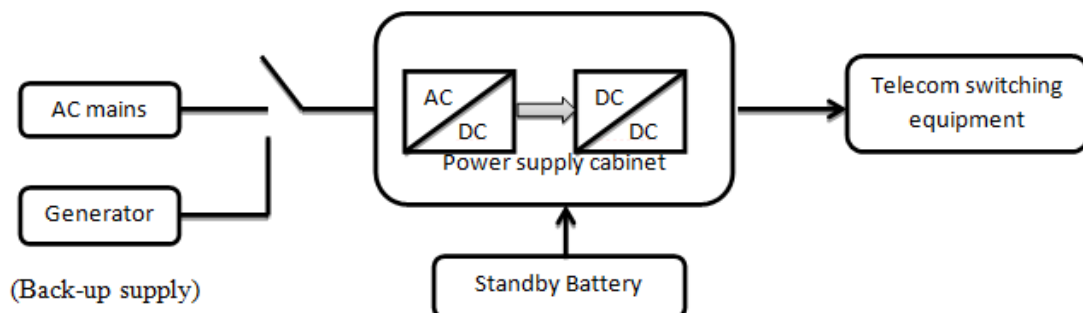 AC mains
Generator
(Back-up supply)
AC
DC
DC
DC
Power supply cabinet
Standby Battery
Telecom switching
equipment